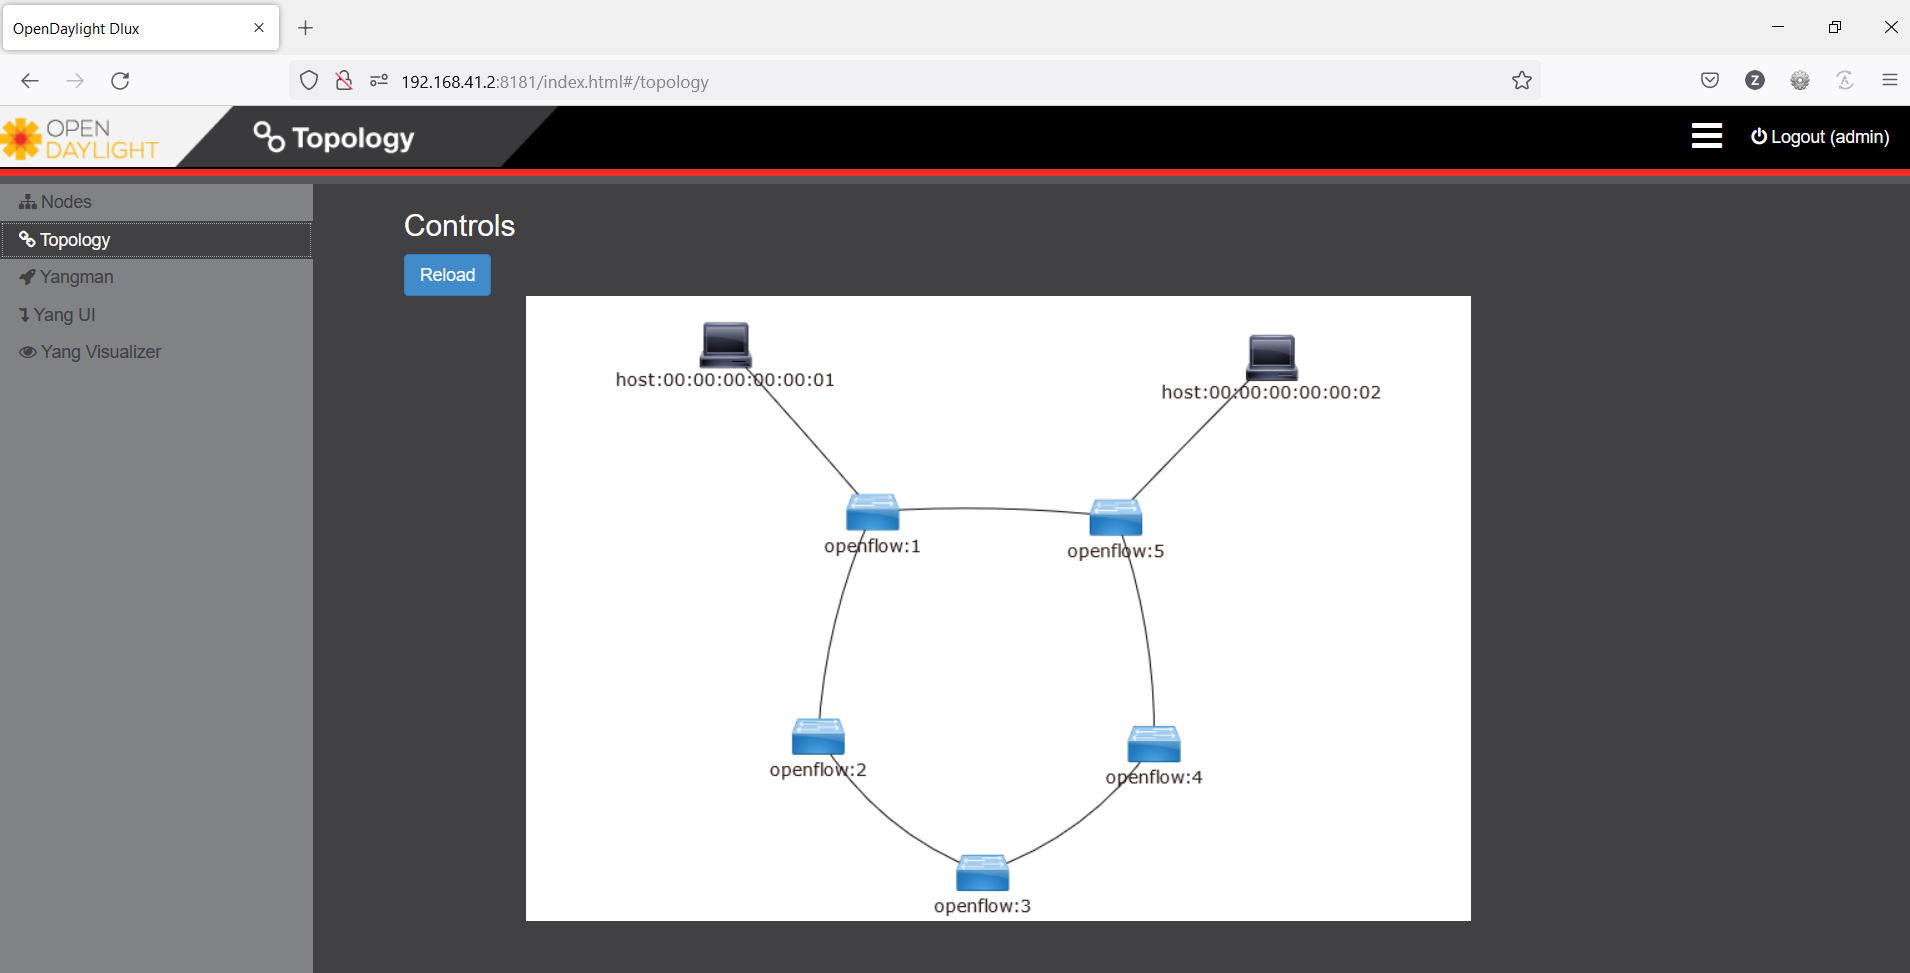 OpenDaylight Dlux
192.168.41.2:8181/index.html#/topology
Z
A
OPEN
DAYLIGHT
Topology
Logout (admin)
Nodes
Topology
Yangman
Yang UI
Yang Visualizer
Controls
Reload
host:00:00:00:00:00:01
host:00:00:00:00:00:02
openflow:1
openflow:5
openflow:2
openflow:4
openflow:3